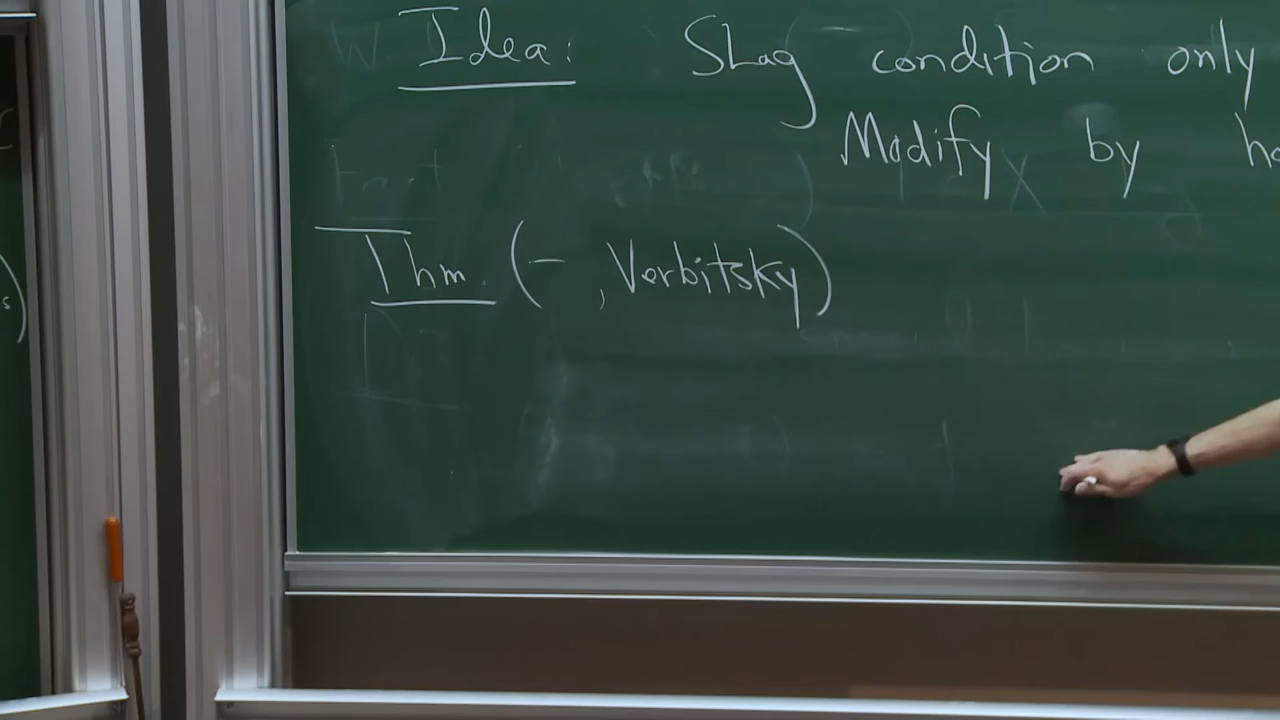 Idea: SLag condition only
Modify by
Thm. (—, Verbitsky)